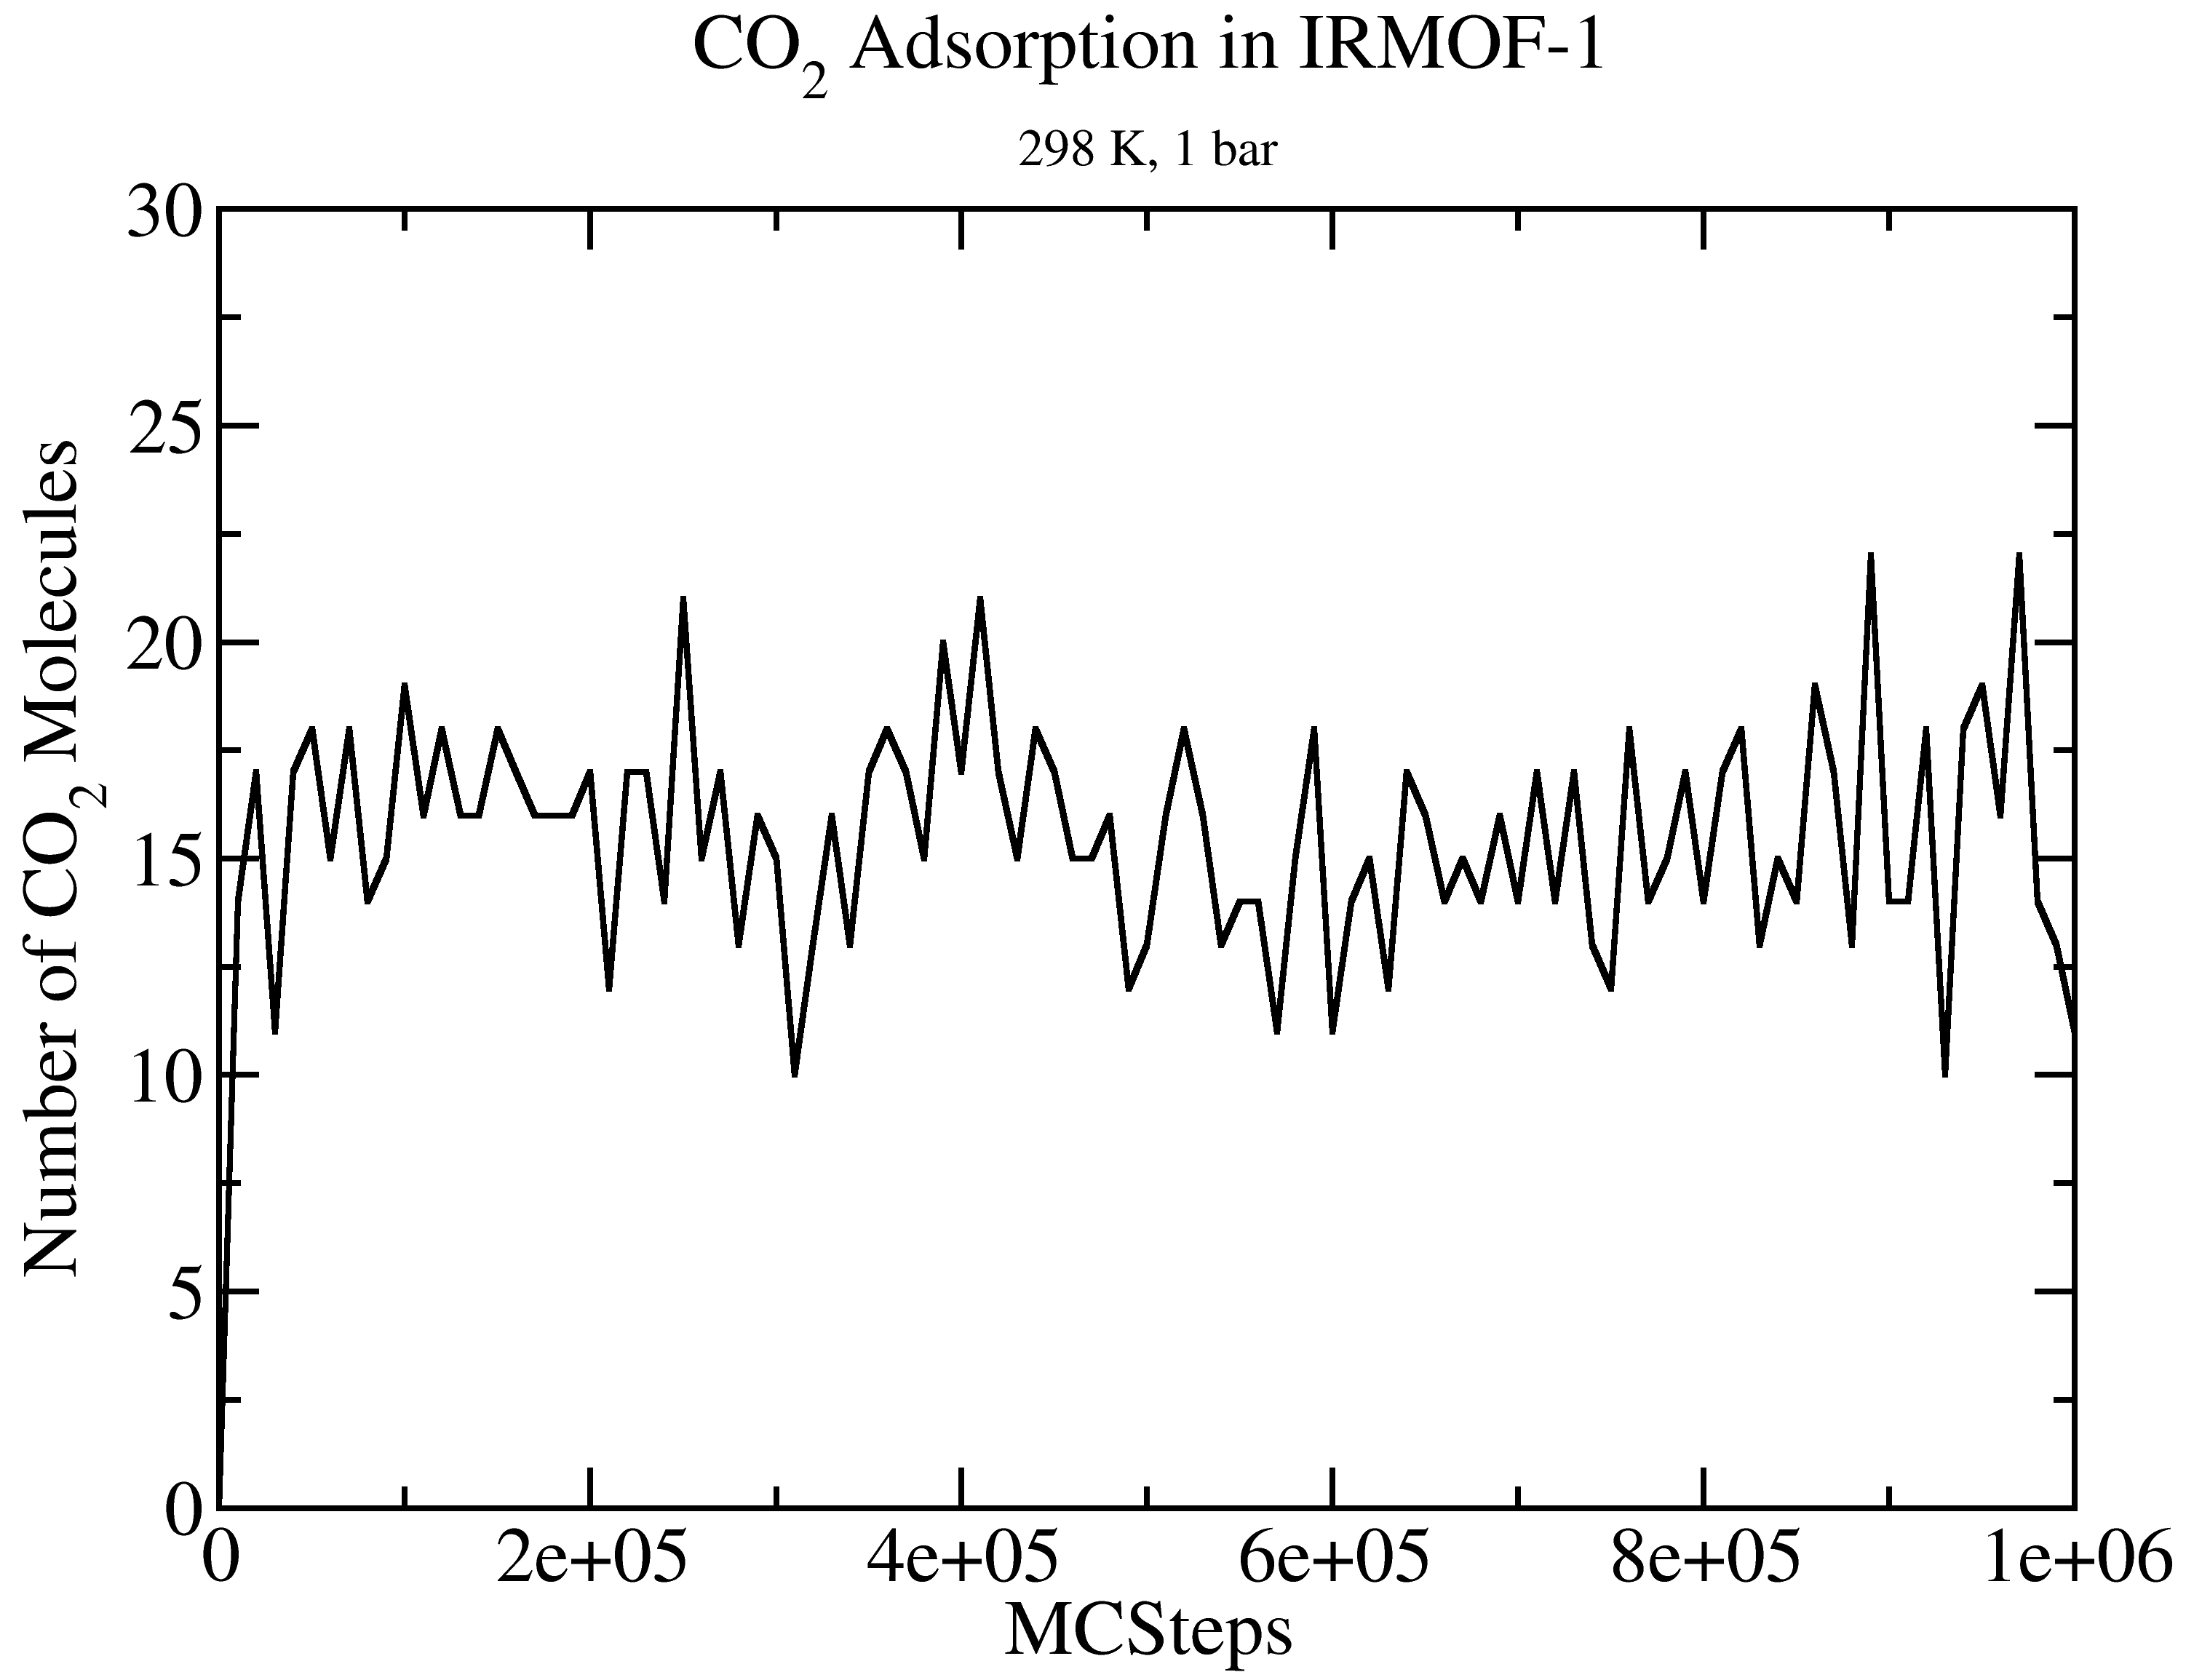 CO2 Adsorption in IRMOF-1
298 K, 1 bar
30
25
20
15
10
5
0
Number of CO2 Molecules
0 2e+05 4e+05 6e+05 8e+05 1e+06
MCSteps